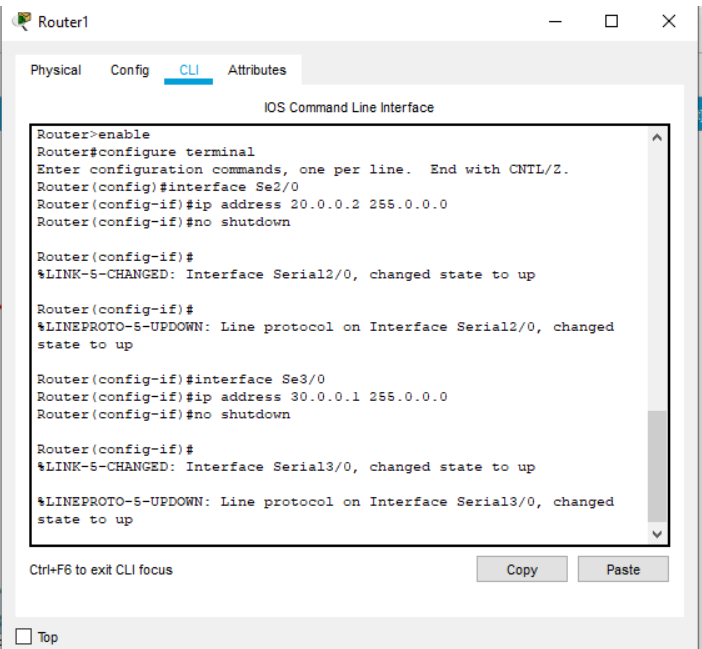 Router1
Physical Config CLI Attributes
IOS Command Line Interface
Router>enable
Router#configure terminal
Enter configuration commands, one per line.  End with CNTL/Z.
Router(config)#interface Se2/0
Router(config-if)#ip address 20.0.0.2 255.0.0.0
Router(config-if)#no shutdown
Router(config-if)#
%LINK-5-CHANGED: Interface Serial2/0, changed state to up
Router(config-if)#
%LINEPROTO-5-UPDOWN: Line protocol on Interface Serial2/0, changed
state to up
Router(config-if)#interface Se3/0
Router(config-if)#ip address 30.0.0.1 255.0.0.0
Router(config-if)#no shutdown
Router(config-if)#
%LINK-5-CHANGED: Interface Serial3/0, changed state to up
%LINEPROTO-5-UPDOWN: Line protocol on Interface Serial3/0, changed
state to up
Ctrl+F6 to exit CLI focus
Copy Paste
Top